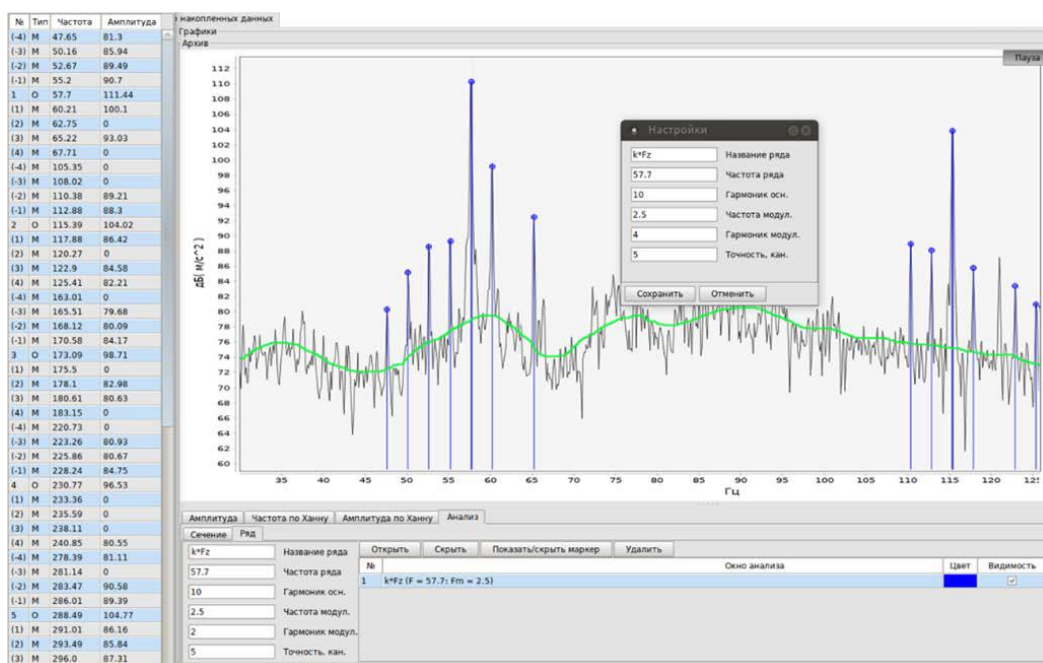 № Тип Частота Амплитуда
(-4) М 47.65 81.3
(-3) М 50.16 85.94
(-2) М 52.67 89.49
(-1) М 55.2 90.7
1 О 57.7 111.44
(1) М 60.21 100.1
(2) М 62.75 0
(3) М 65.22 93.03
(4) М 67.71 0
(-4) М 105.35 0
(-3) М 108.02 0
(-2) М 110.38 89.21
(-1) М 112.88 88.3
2 О 115.39 104.02
(1) М 117.88 86.42
(2) М 120.27 0
(3) М 122.9 84.58
(4) М 125.41 82.21
(-4) М 163.01 0
(-3) М 165.51 79.68
(-2) М 168.12 80.09
(-1) М 170.58 84.17
3 О 173.09 98.71
(1) М 175.5 0
(2) М 178.1 82.98
(3) М 180.61 80.63
(4) М 183.15 0
(-4) М 220.73 0
(-3) М 223.26 80.93
(-2) М 225.86 80.67
(-1) М 228.24 84.75
4 О 230.77 96.53
(1) М 233.36 0
(2) М 235.59 0
(3) М 238.11 0
(4) М 240.85 80.55
(-4) М 278.39 81.11
(-3) М 281.14 0
(-2) М 283.47 90.58
(-1) М 286.01 89.39
5 О 288.49 104.77
(1) М 291.01 86.16
(2) М 293.49 85.84
(3) М 296.0 87.31
накопленных данных
Графики
Архив
Пауза
112
110
108
106
104
102
100
98
96
94
92
90
88
86
84
82
80
78
76
74
72
70
68
66
64
62
60
дБ( м/с^2 )
35 40 45 50 55 60 65 70 75 80 85 90 95 100 105 110 115 120
Гц
Настройки
k*Fz Название ряда
57.7 Частота ряда
10 Гармоник осн.
2.5 Частота модул.
4 Гармоник модул.
5 Точность, кан.
Сохранить Отменить
Амплитуда Частота по Ханну Амплитуда по Ханну Анализ
Сечение Ряд
k*Fz Название ряда
57.7 Частота ряда
10 Гармоник осн.
2.5 Частота модул.
2 Гармоник модул.
5 Точность, кан.
Открыть Скрыть Показать/скрыть маркер Удалить
№ Окно анализа Цвет Видимость
1 k*Fz (F = 57.7: Fm = 2.5)